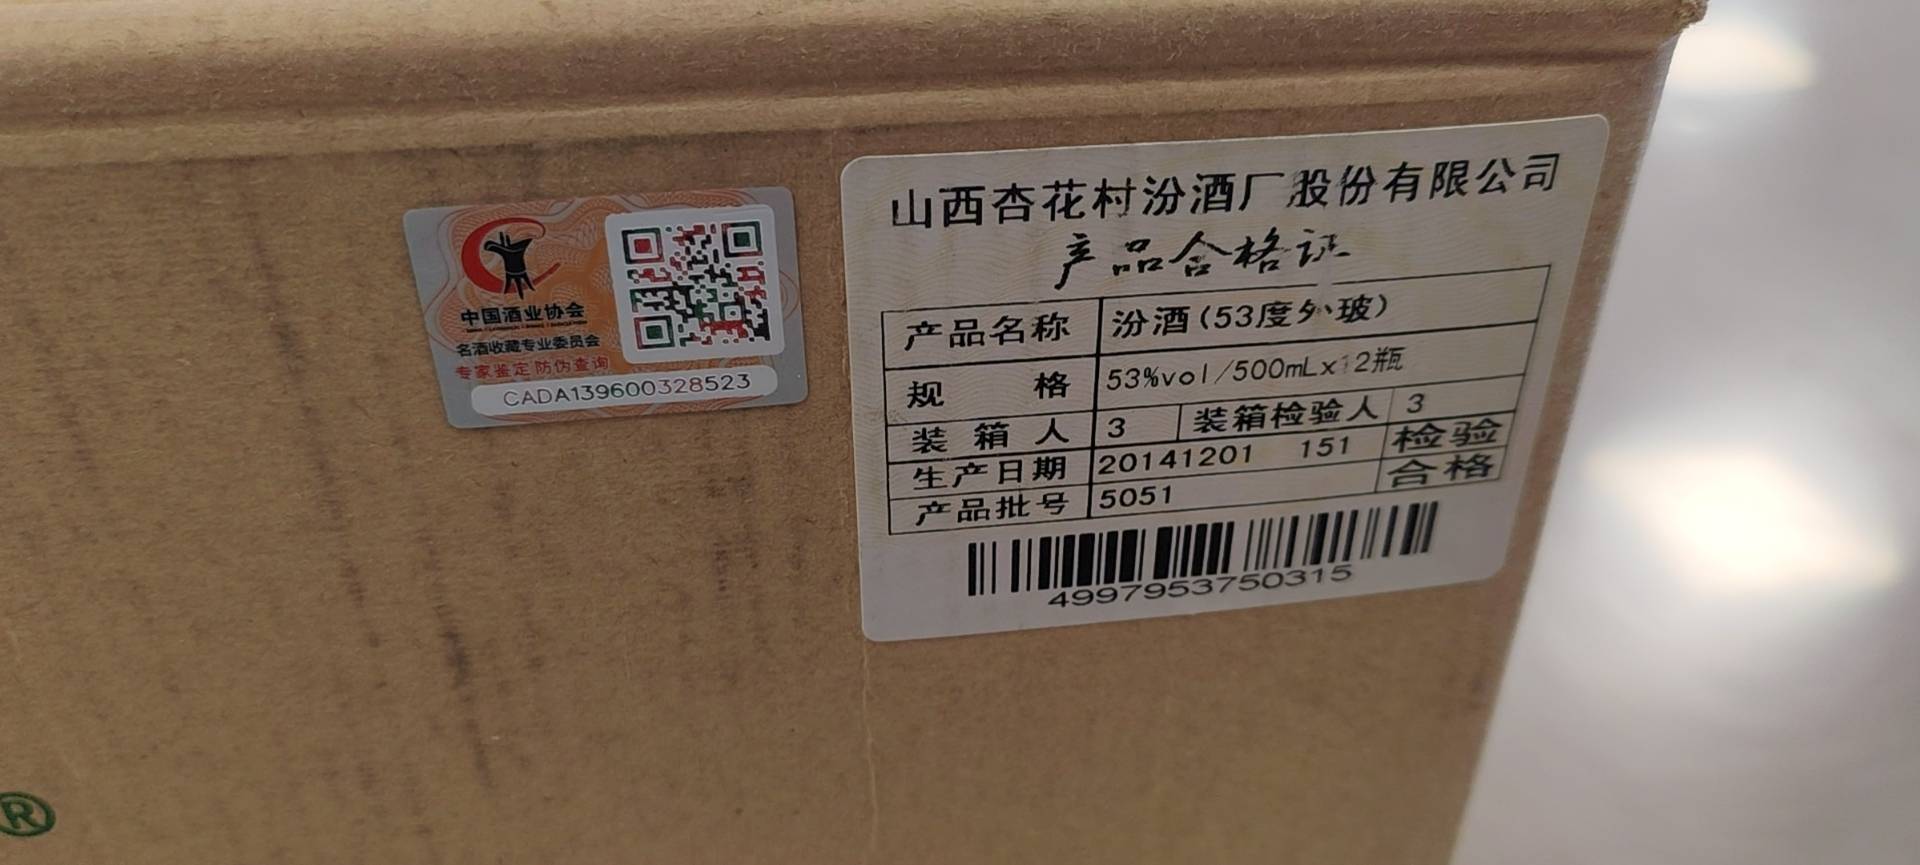 中国酒业协会
名酒收藏专业委员会
专家鉴定 防伪查询
CADA139600328523
山西杏花村汾酒厂股份有限公司
产品合格证
产品名称 汾酒(53度外玻)
规格 53%vol/500mLx12瓶
装箱人 3 装箱检验人 3
生产日期 20141201 151 检验
产品批号 5051 合格
4997953750315
®